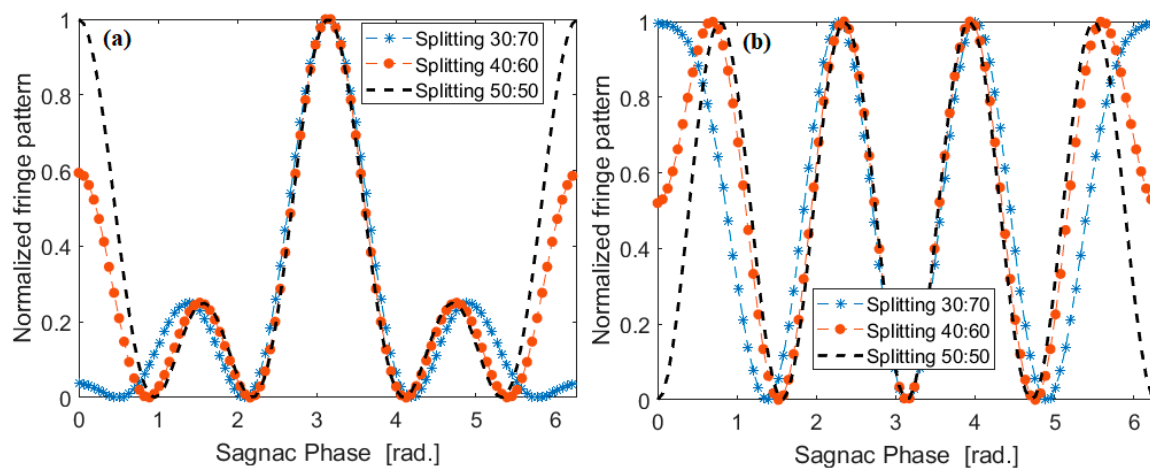 (a)
Splitting 30:70
Splitting 40:60
Splitting 50:50
Normalized fringe pattern
1
0.8
0.6
0.4
0.2
0
0 1 2 3 4 5 6
Sagnac Phase [rad.]
(b)
Splitting 30:70
Splitting 40:60
Splitting 50:50
Normalized fringe pattern
1
0.8
0.6
0.4
0.2
0
0 1 2 3 4 5 6
Sagnac Phase [rad.]